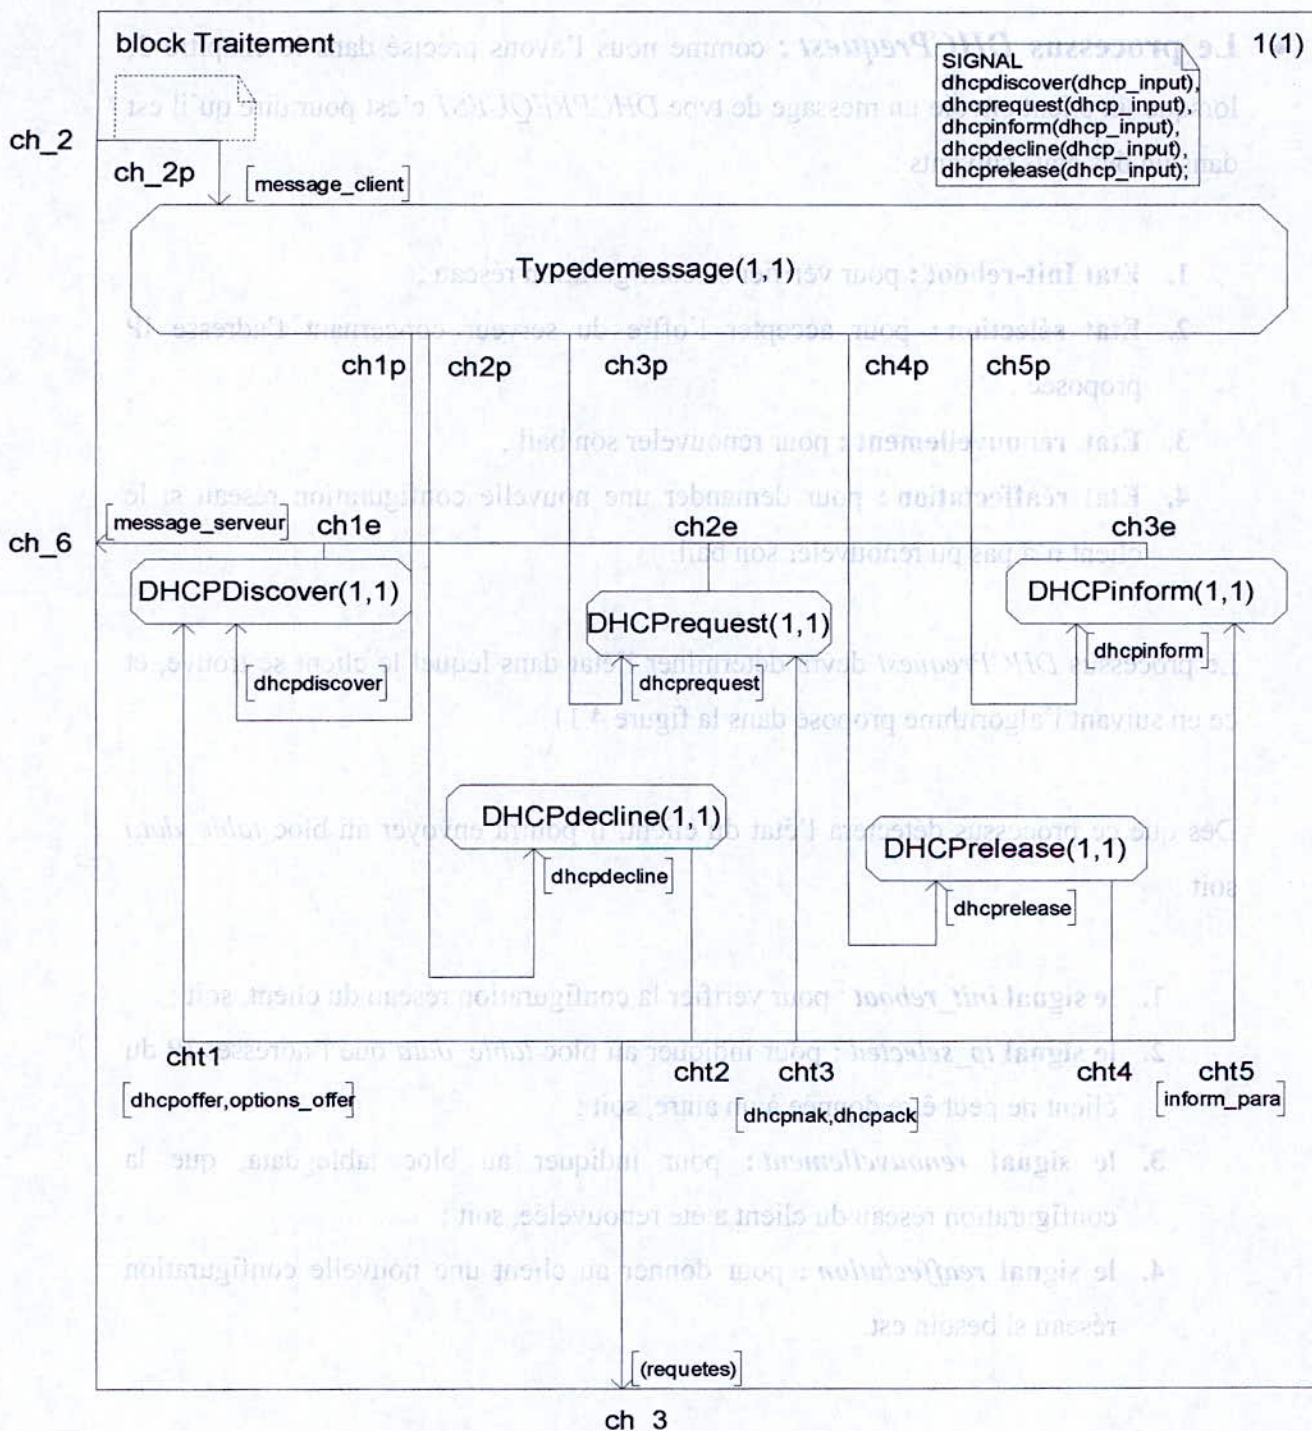 block Traitement
1(1)
SIGNAL
dhcpdiscover(dhcp_input),
dhcprequest(dhcp_input),
dhcpinform(dhcp_input),
dhcpdecline(dhcp_input),
dhcprelease(dhcp_input);
ch_2
ch_2p
[message_client]
Typedemessage(1,1)
ch1p
ch2p
ch3p
ch4p
ch5p
[message_serveur]
ch1e
ch2e
ch3e
ch_6
DHCPDiscover(1,1)
DHCPrequest(1,1)
DHCPinform(1,1)
[dhcpdiscover]
[dhcprequest]
[dhcpinform]
DHCPdecline(1,1)
DHCPrelease(1,1)
[dhcpdecline]
[dhcprelease]
cht1
cht2
cht3
cht4
cht5
[dhcpoffer,options_offer]
[dhcpnak,dhcpack]
[inform_para]
[(requetes)]
ch_3